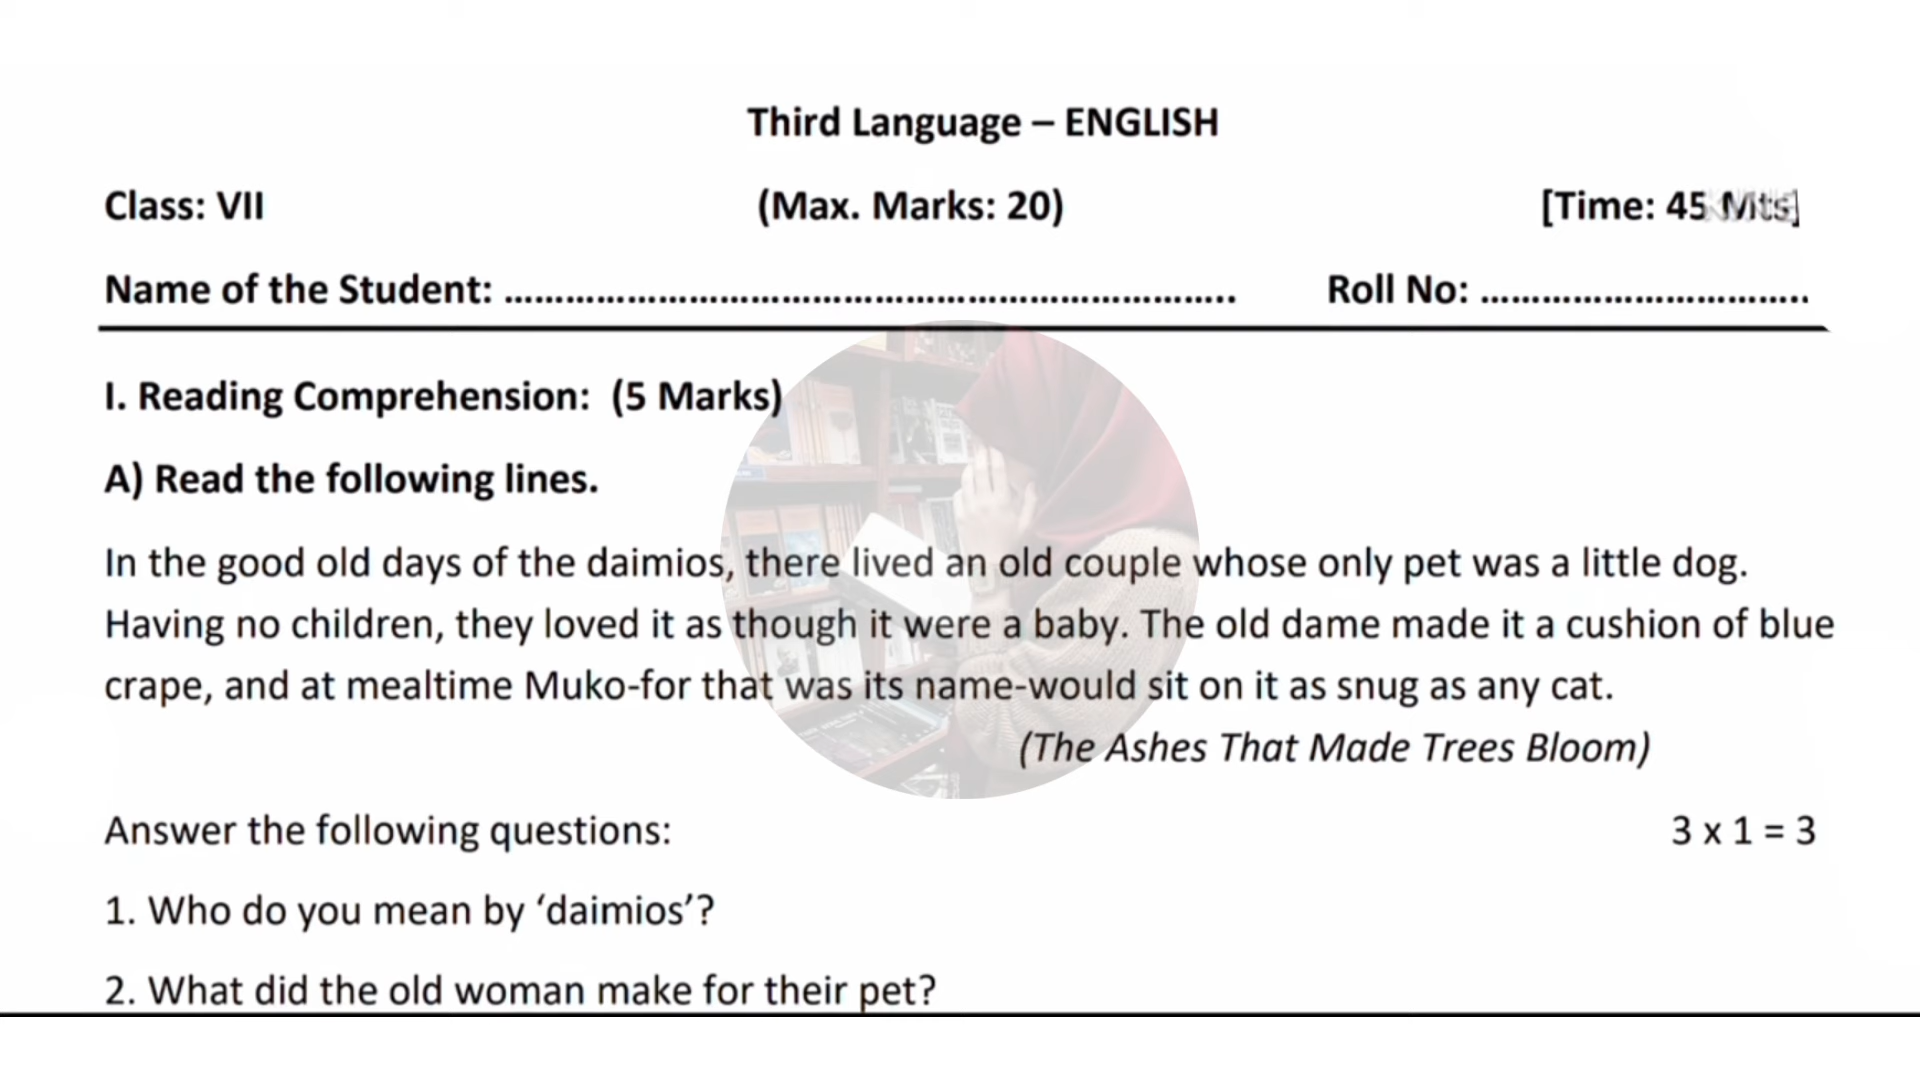 Third Language – ENGLISH
Class: VII (Max. Marks: 20) [Time: 45 Mts]
Name of the Student: ........................................................................ Roll No: ................................
I. Reading Comprehension: (5 Marks)
A) Read the following lines.
In the good old days of the daimios, there lived an old couple whose only pet was a little dog.
Having no children, they loved it as though it were a baby. The old dame made it a cushion of blue
crape, and at mealtime Muko-for that was its name-would sit on it as snug as any cat.
(The Ashes That Made Trees Bloom)
Answer the following questions: 3 x 1 = 3
1. Who do you mean by ‘daimios’?
2. What did the old woman make for their pet?